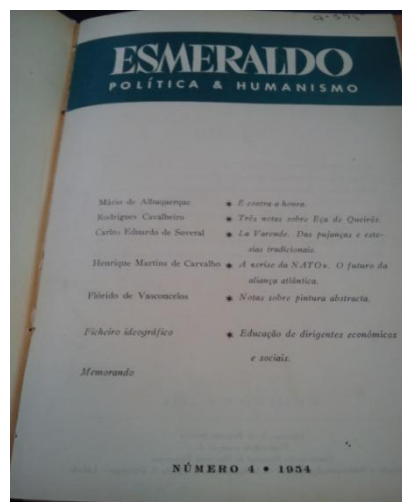 ESMERALDO
POLÍTICA & HUMANISMO
Mário de Albuquerque * E contra a honra.
Rodrigues Cavalheiro * Três notas sobre Eça de Queirós.
Carlos Eduardo de Soveral * La Varende. Das pujanças e este-
sias tradicionais.
Henrique Martins de Carvalho * A «crise da NATO». O futuro da
aliança atlântica.
Flórido de Vasconcelos * Notas sobre pintura abstracta.
Ficheiro ideográfico * Educação de dirigentes económicos
e sociais.
Memorando
NÚMERO 4 • 1954